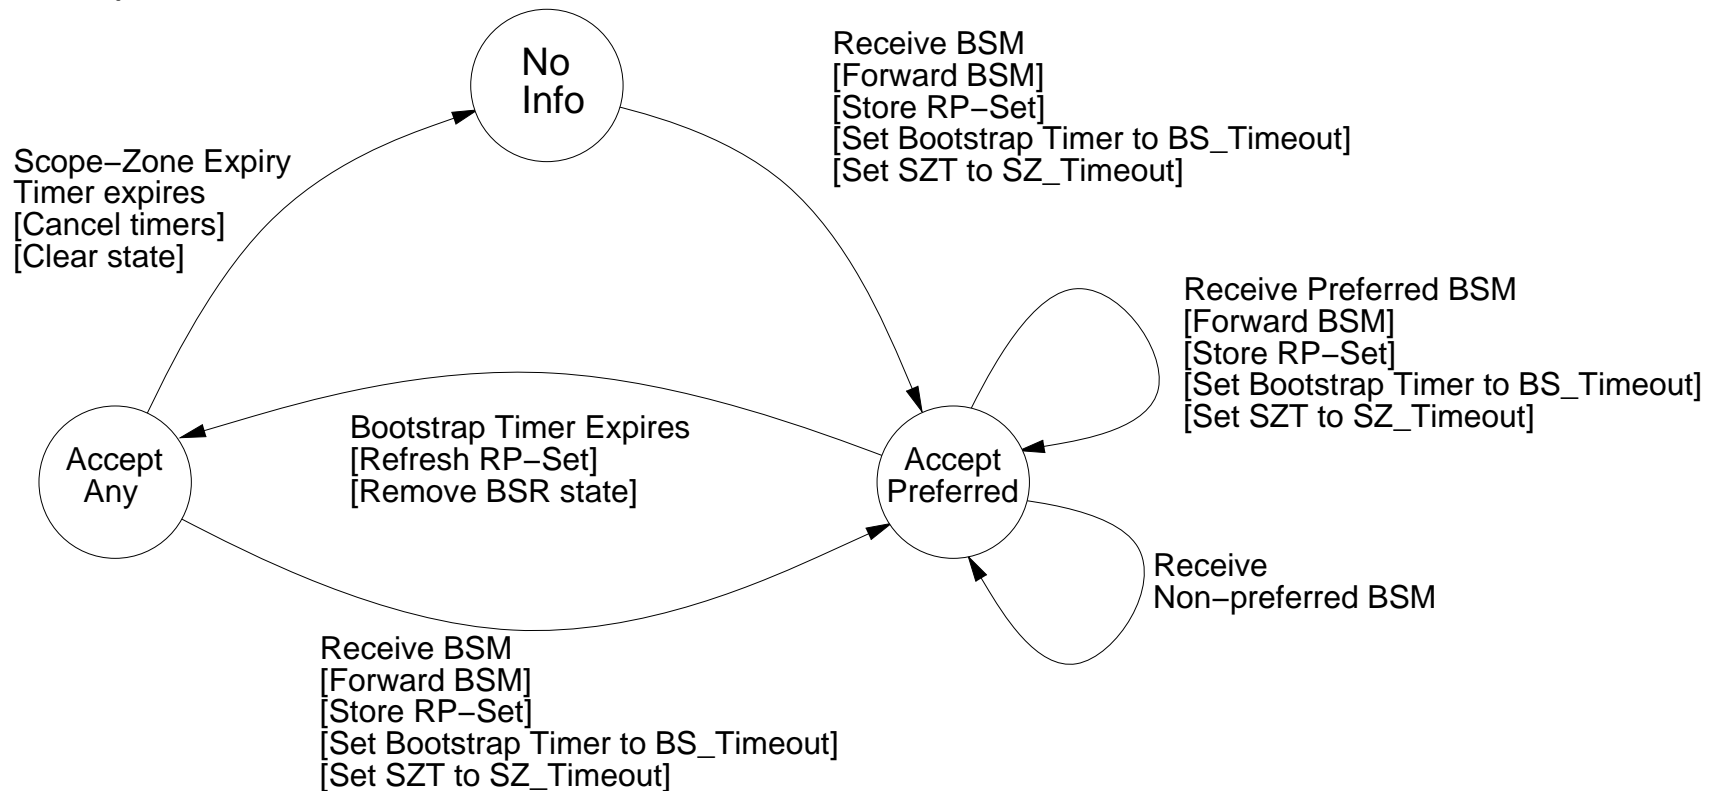 No
Info
Receive BSM
[Forward BSM]
[Store RP−Set]
[Set Bootstrap Timer to BS_Timeout]
[Set SZT to SZ_Timeout]
Scope−Zone Expiry
Timer expires
[Cancel timers]
[Clear state]
Receive Preferred BSM
[Forward BSM]
[Store RP−Set]
[Set Bootstrap Timer to BS_Timeout]
[Set SZT to SZ_Timeout]
Bootstrap Timer Expires
[Refresh RP−Set]
[Remove BSR state]
Accept
Any
Accept
Preferred
Receive
Non−preferred BSM
Receive BSM
[Forward BSM]
[Store RP−Set]
[Set Bootstrap Timer to BS_Timeout]
[Set SZT to SZ_Timeout]